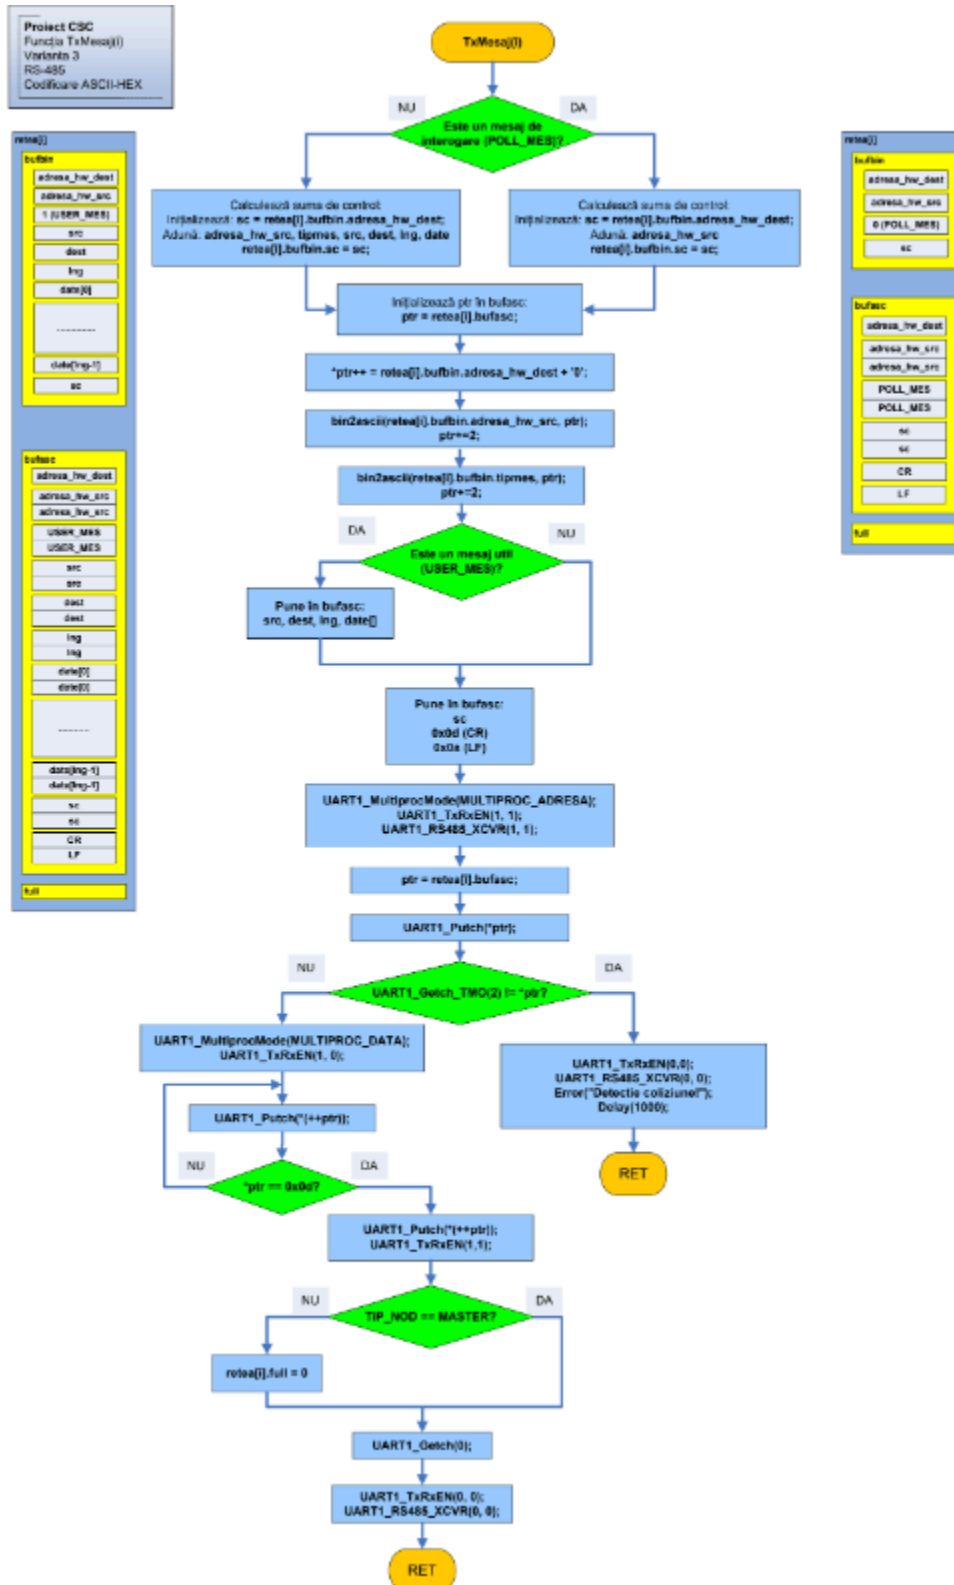 Proiect CSC
Funcția TxMesaj(i)
Varianta 3
RS-485
Codificare ASCII-HEX
TxMesaj(i)
NU
DA
Este un mesaj de
interogare (POLL_MES)?
Calculează suma de control:
Inițializează: sc = retea[i].bufbin.adresa_hw_dest;
Adună: adresa_hw_src, tipmes, src, dest, lng, date
retea[i].bufbin.sc = sc;
Calculează suma de control:
Inițializează: sc = retea[i].bufbin.adresa_hw_dest;
Adună: adresa_hw_src
retea[i].bufbin.sc = sc;
Inițializează ptr în bufasc:
ptr = retea[i].bufasc;
*ptr++ = retea[i].bufbin.adresa_hw_dest + '0';
bin2ascii(retea[i].bufbin.adresa_hw_src, ptr);
ptr+=2;
bin2ascii(retea[i].bufbin.tipmes, ptr);
ptr+=2;
DA
NU
Este un mesaj util
(USER_MES)?
Pune în bufasc:
src, dest, lng, date[]
Pune în bufasc:
sc
0x0d (CR)
0x0a (LF)
UART1_MultiprocMode(MULTIPROC_ADRESA);
UART1_TxRxEN(1, 1);
UART1_RS485_XCVR(1, 1);
ptr = retea[i].bufasc;
UART1_Putch(*ptr);
NU
DA
UART1_Getch_TMO(2) != *ptr?
UART1_MultiprocMode(MULTIPROC_DATA);
UART1_TxRxEN(1, 0);
UART1_TxRxEN(0,0);
UART1_RS485_XCVR(0, 0);
Error("Detectie coliziune!");
Delay(1000);
RET
UART1_Putch(*(++ptr));
NU
DA
*ptr == 0x0d?
UART1_Putch(*(++ptr));
UART1_TxRxEN(1,1);
NU
DA
TIP_NOD == MASTER?
retea[i].full = 0
UART1_Getch(0);
UART1_TxRxEN(0, 0);
UART1_RS485_XCVR(0, 0);
RET
retea[i]
bufbin
adresa_hw_dest
adresa_hw_src
1 (USER_MES)
src
dest
lng
date[0]
...........
date[lng-1]
sc
bufasc
adresa_hw_dest
adresa_hw_src
adresa_hw_src
USER_MES
USER_MES
src
src
dest
dest
lng
lng
date[0]
date[0]
.........
date[lng-1]
date[lng-1]
sc
sc
CR
LF
full
retea[i]
bufbin
adresa_hw_dest
adresa_hw_src
0 (POLL_MES)
sc
bufasc
adresa_hw_dest
adresa_hw_src
adresa_hw_src
POLL_MES
POLL_MES
sc
sc
CR
LF
full